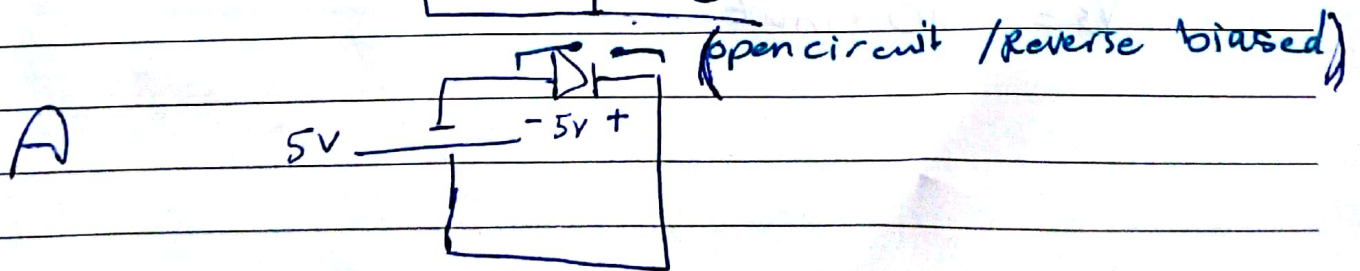 (open circuit / Reverse biased)
A
5V
- 5V +